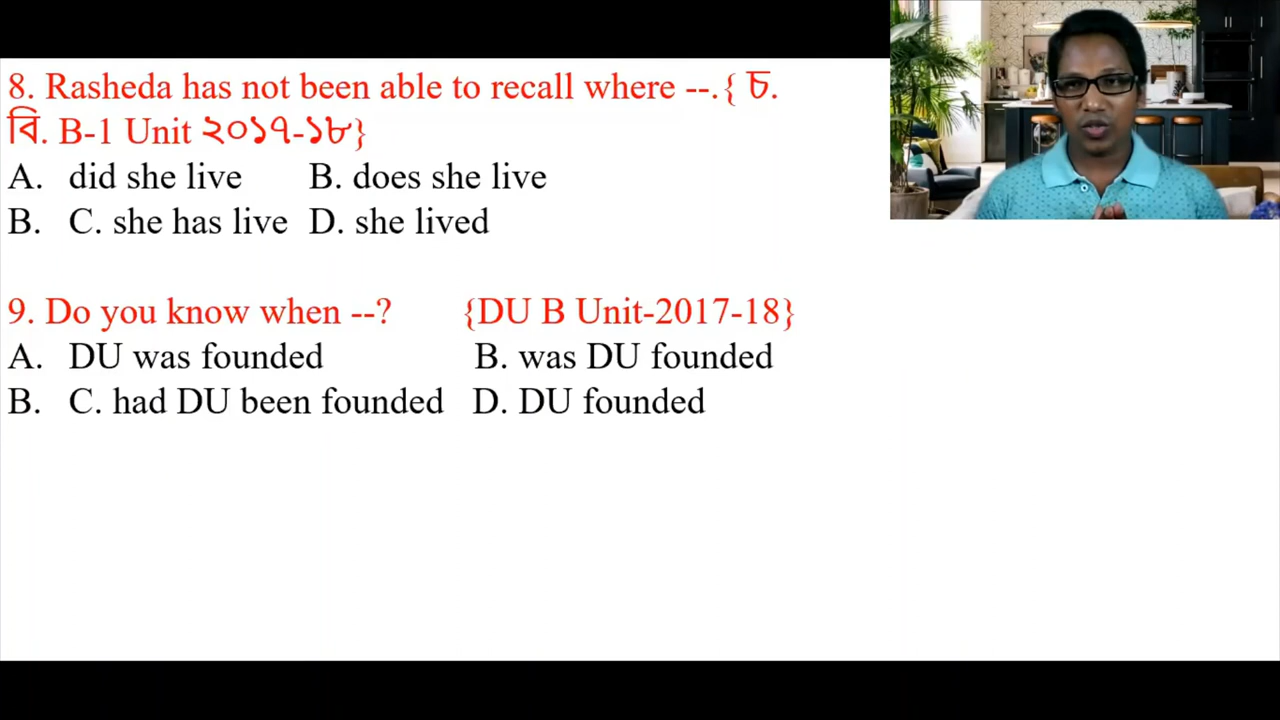 8. Rasheda has not been able to recall where --.{ চ.
বি. B-1 Unit ২০১৭-১৮}
A. did she live B. does she live
B. C. she has live D. she lived
9. Do you know when --? {DU B Unit-2017-18}
A. DU was founded B. was DU founded
B. C. had DU been founded D. DU founded